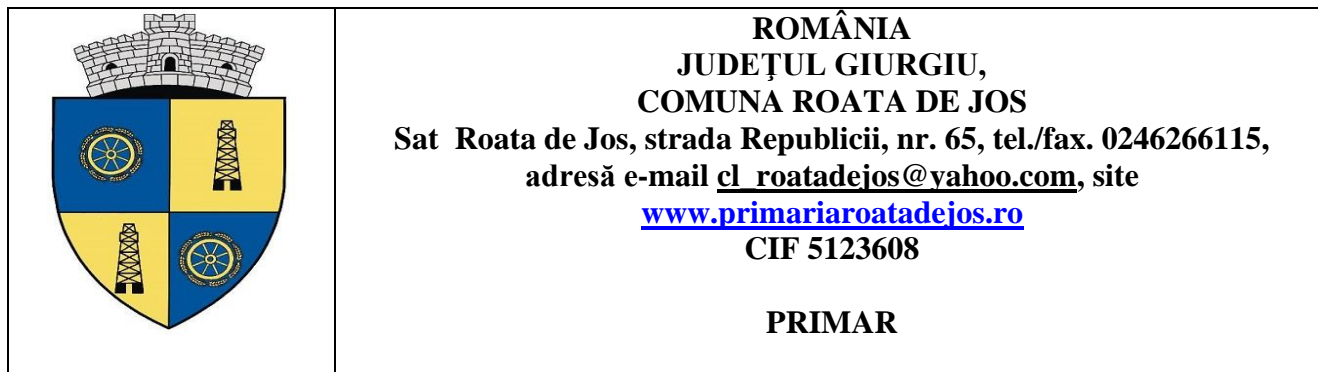 ROMÂNIA
JUDEŢUL GIURGIU,
COMUNA ROATA DE JOS
Sat Roata de Jos, strada Republicii, nr. 65, tel./fax. 0246266115,
adresă e-mail cl_roatadejos@yahoo.com, site
www.primariaroatadejos.ro
CIF 5123608
PRIMAR